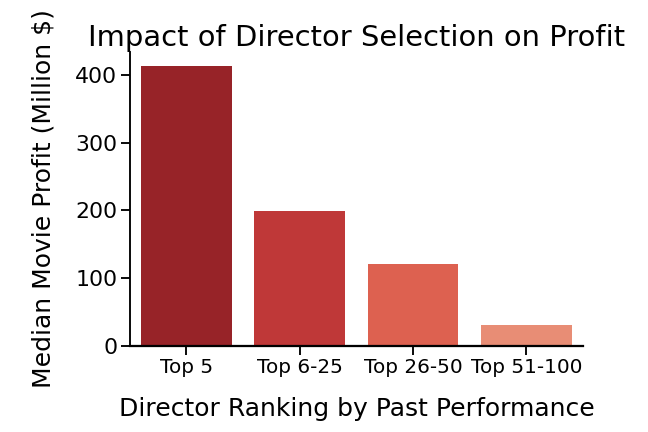 Impact of Director Selection on Profit
Median Movie Profit (Million $)
400
300
200
100
0
Top 5
Top 6-25
Top 26-50
Top 51-100
Director Ranking by Past Performance